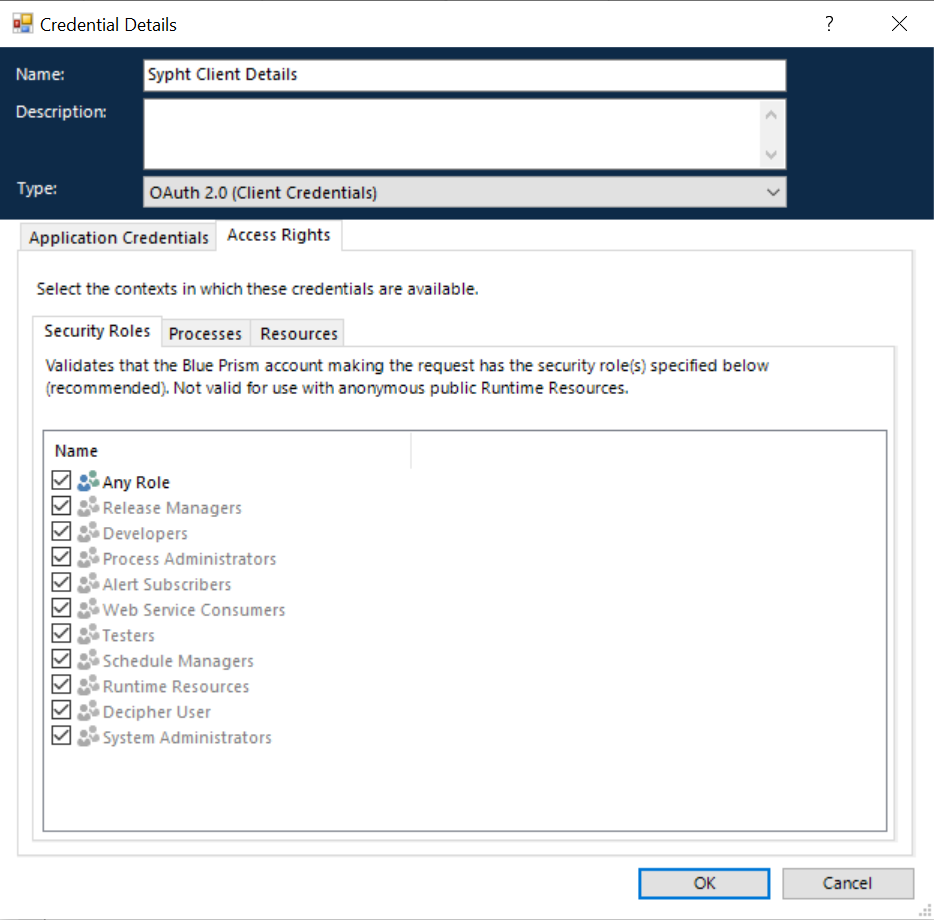 Credential Details
?
Name:
Sypht Client Details
Description:
Type:
OAuth 2.0 (Client Credentials)
Application Credentials
Access Rights
Select the contexts in which these credentials are available.
Security Roles
Processes
Resources
Validates that the Blue Prism account making the request has the security role(s) specified below
(recommended). Not valid for use with anonymous public Runtime Resources.
Name
Any Role
Release Managers
Developers
Process Administrators
Alert Subscribers
Web Service Consumers
Testers
Schedule Managers
Runtime Resources
Decipher User
System Administrators
OK
Cancel